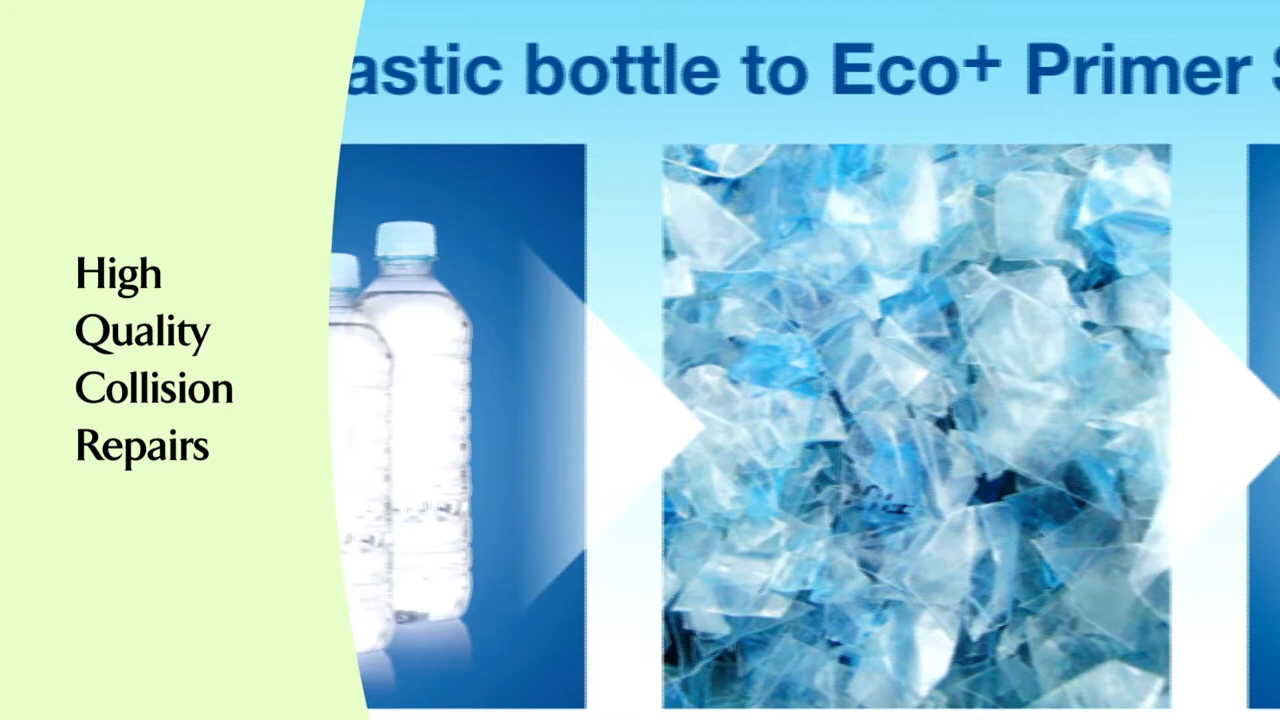 High
Quality
Collision
Repairs
astic bottle to Eco+ Primer